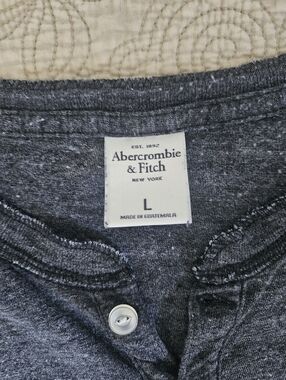 EST. 1892
Abercrombie
& Fitch
NEW YORK
L
MADE IN GUATEMALA